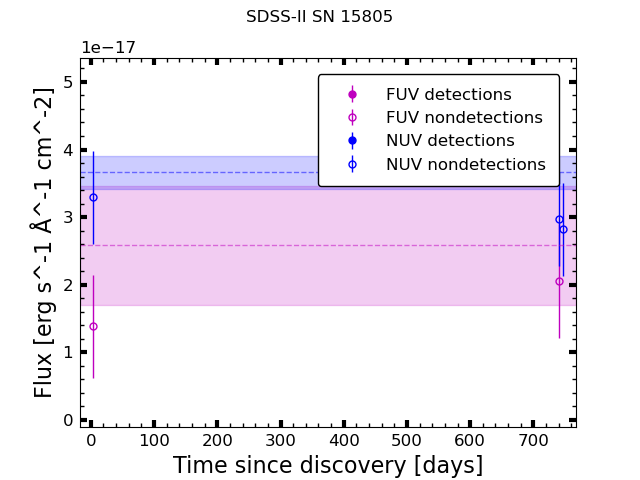 SDSS-II SN 15805
1e−17
FUV detections
FUV nondetections
NUV detections
NUV nondetections
5
4
3
2
1
0
Flux [erg s^-1 Å^-1 cm^-2]
0 100 200 300 400 500 600 700
Time since discovery [days]